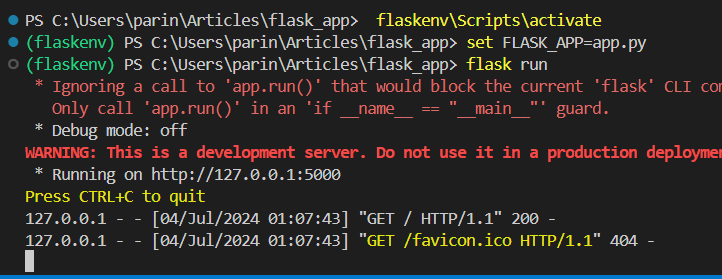 PS C:\Users\parin\Articles\flask_app>  flaskenv\Scripts\activate
(flaskenv) PS C:\Users\parin\Articles\flask_app> set FLASK_APP=app.py
(flaskenv) PS C:\Users\parin\Articles\flask_app> flask run
 * Ignoring a call to 'app.run()' that would block the current 'flask' CLI
   Only call 'app.run()' in an 'if __name__ == "__main__"' guard.
 * Debug mode: off
WARNING: This is a development server. Do not use it in a production
 * Running on http://127.0.0.1:5000
Press CTRL+C to quit
127.0.0.1 - - [04/Jul/2024 01:07:43] "GET / HTTP/1.1" 200 -
127.0.0.1 - - [04/Jul/2024 01:07:43] "GET /favicon.ico HTTP/1.1" 404 -